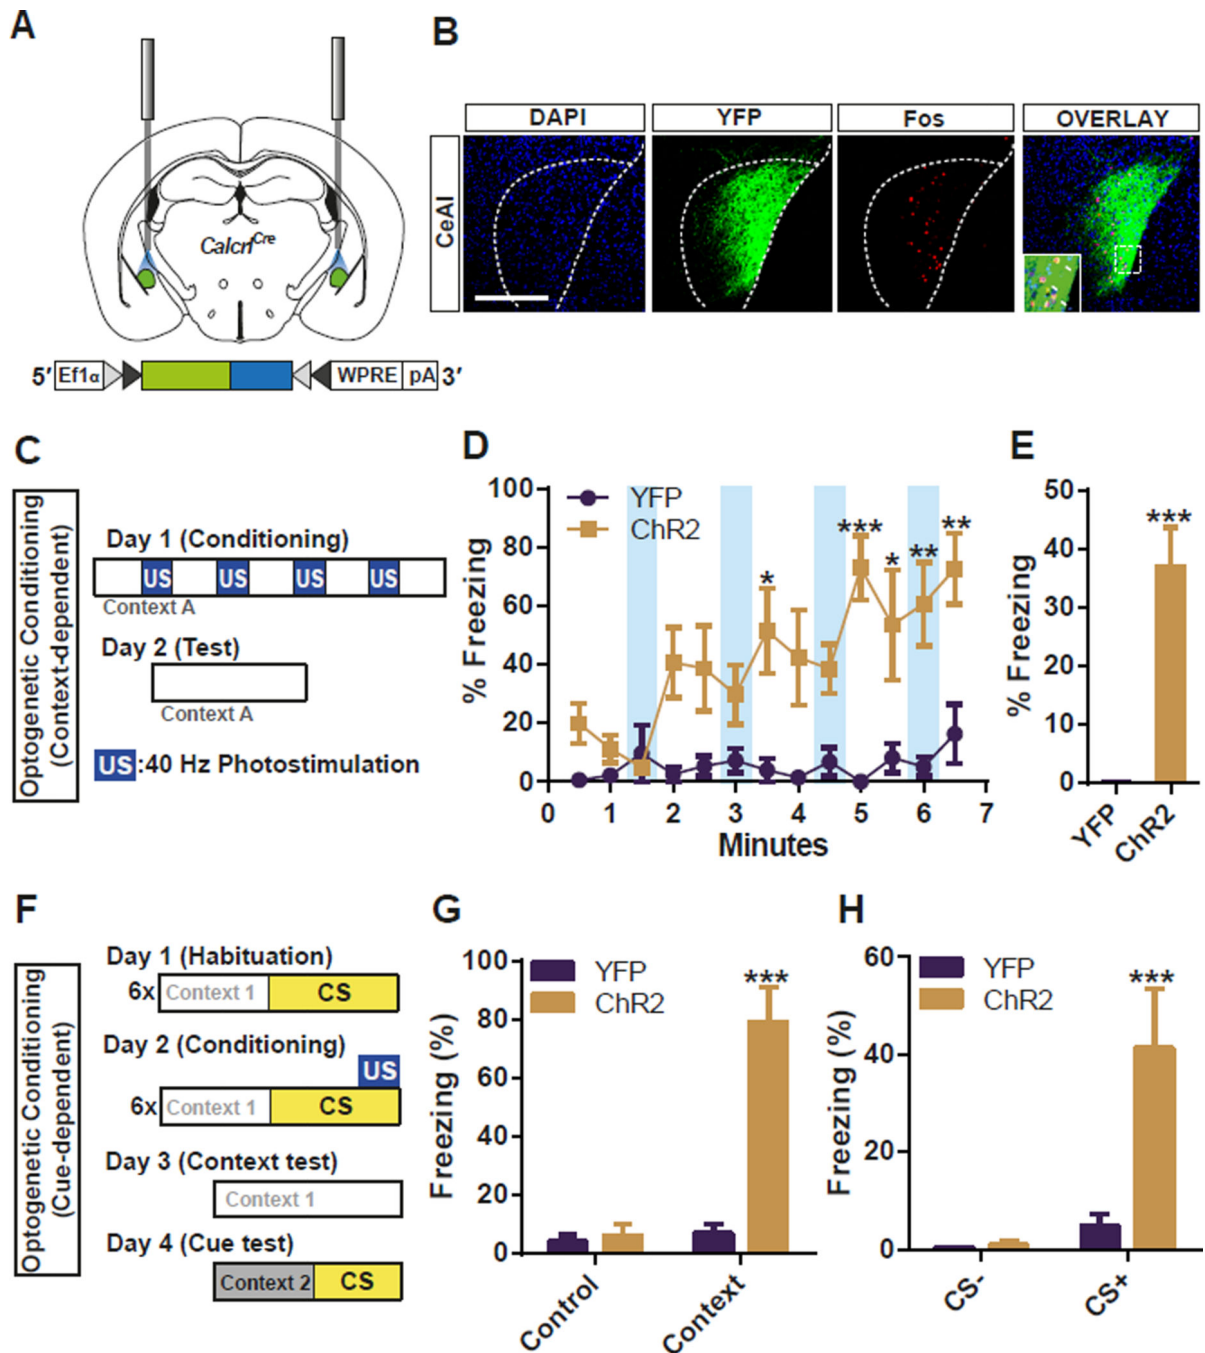 A
Calcrl^Cre
5′ Ef1α WPRE pA 3′
B
DAPI YFP Fos OVERLAY
CeAl
C
Optogenetic Conditioning
(Context-dependent)
Day 1 (Conditioning)
US US US US
Context A
Day 2 (Test)
Context A
US :40 Hz Photostimulation
D
% Freezing
100
80
60
40
20
0
YFP
ChR2
* *** * ** **
0 1 2 3 4 5 6 7
Minutes
E
% Freezing
50
40
30
20
10
0
***
YFP ChR2
F
Optogenetic Conditioning
(Cue-dependent)
Day 1 (Habituation)
6x Context 1 CS
Day 2 (Conditioning)
US
6x Context 1 CS
Day 3 (Context test)
Context 1
Day 4 (Cue test)
Context 2 CS
G
Freezing (%)
100
80
60
40
20
0
YFP
ChR2
***
Control Context
H
Freezing (%)
60
40
20
0
YFP
ChR2
***
CS- CS+